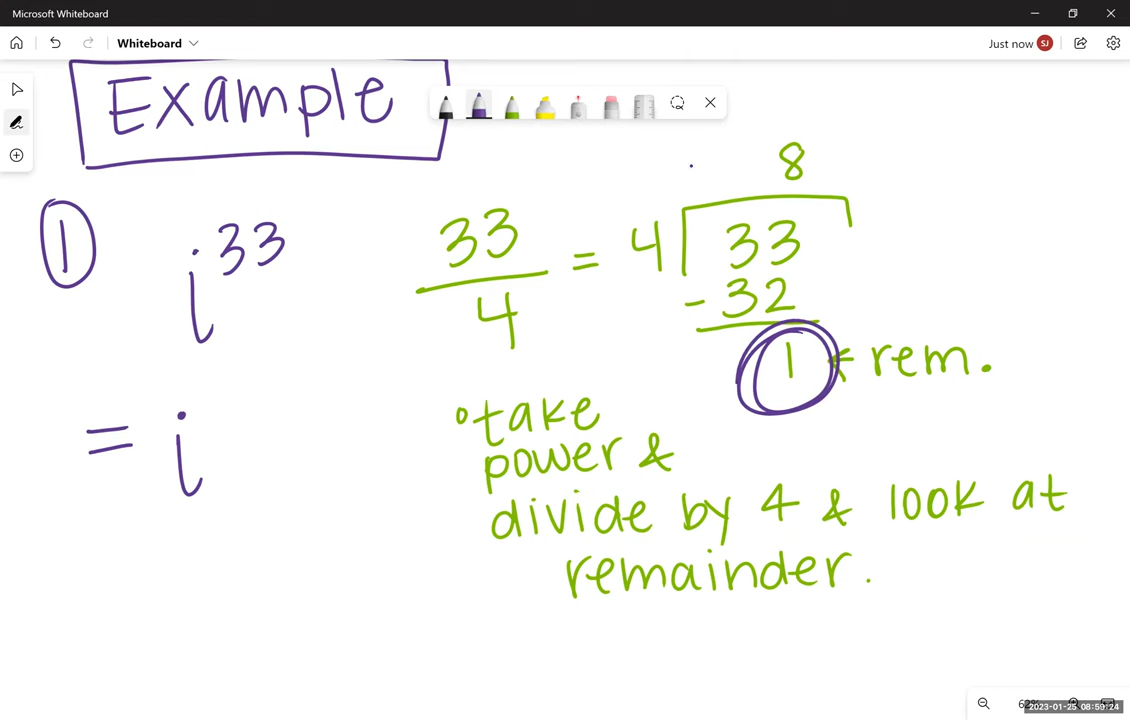 Microsoft Whiteboard
Whiteboard
Just now SJ
Example
1 i^33
33/4 = 4)33
8
- 32
1 ← rem.
= i
take
power &
divide by 4 & look at
remainder.
2023-01-25 08:59:24